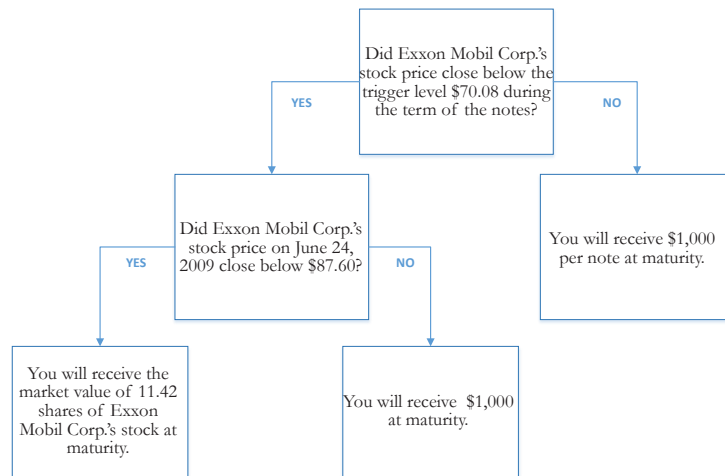 Did Exxon Mobil Corp.'s
stock price close below the
trigger level $70.08 during
the term of the notes?
YES
NO
Did Exxon Mobil Corp.'s
stock price on June 24,
2009 close below $87.60?
You will receive $1,000
per note at maturity.
YES
NO
You will receive the
market value of 11.42
shares of Exxon
Mobil Corp.'s stock at
maturity.
You will receive $1,000
at maturity.